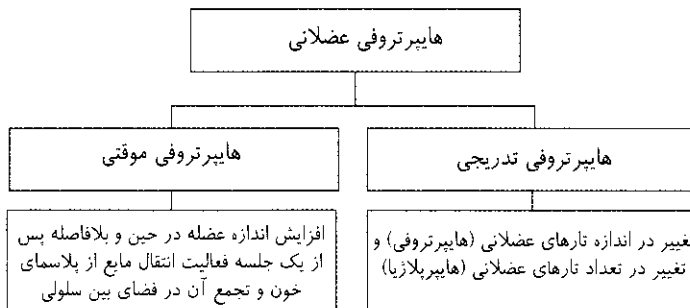 هایپرتروفی عضلانی
هایپرتروفی تدریجی
هایپرتروفی موقتی
تغییر در اندازه تارهای عضلانی (هایپرتروفی) و
تغییر در تعداد تارهای عضلانی (هایپرپلاژیا)
افزایش اندازه عضله در حین و بلافاصله پس
از یک جلسه فعالیت انتقال مایع از پلاسمای
خون و تجمع آن در فضای بین سلولی